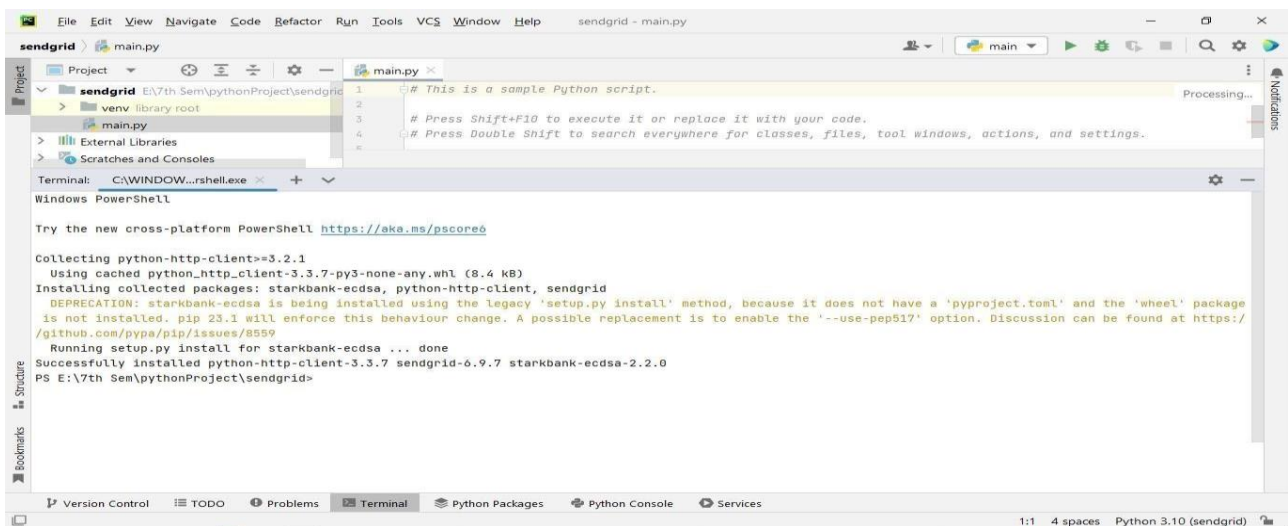 PC File Edit View Navigate Code Refactor Run Tools VCS Window Help sendgrid - main.py
sendgrid main.py main
Project main.py
sendgrid E:\7th Sem\pythonProject\sendgrid
venv library root
main.py
External Libraries
Scratches and Consoles
1 # This is a sample Python script.
2
3 # Press Shift+F10 to execute it or replace it with your code.
4 # Press Double Shift to search everywhere for classes, files, tool windows, actions, and settings.
Processing...
Project
Notifications
Terminal: C:\WINDOW...rshell.exe
Windows PowerShell
Try the new cross-platform PowerShell https://aka.ms/pscore6
Collecting python-http-client>=3.2.1
Using cached python_http_client-3.3.7-py3-none-any.whl (8.4 kB)
Installing collected packages: starkbank-ecdsa, python-http-client, sendgrid
DEPRECATION: starkbank-ecdsa is being installed using the legacy 'setup.py install' method, because it does not have a 'pyproject.toml' and the 'wheel' package
is not installed. pip 23.1 will enforce this behaviour change. A possible replacement is to enable the '--use-pep517' option. Discussion can be found at https:/
/github.com/pypa/pip/issues/8559
Running setup.py install for starkbank-ecdsa ... done
Successfully installed python-http-client-3.3.7 sendgrid-6.9.7 starkbank-ecdsa-2.2.0
PS E:\7th Sem\pythonProject\sendgrid>
Structure
Bookmarks
Version Control TODO Problems Terminal Python Packages Python Console Services
1:1 4 spaces Python 3.10 (sendgrid)